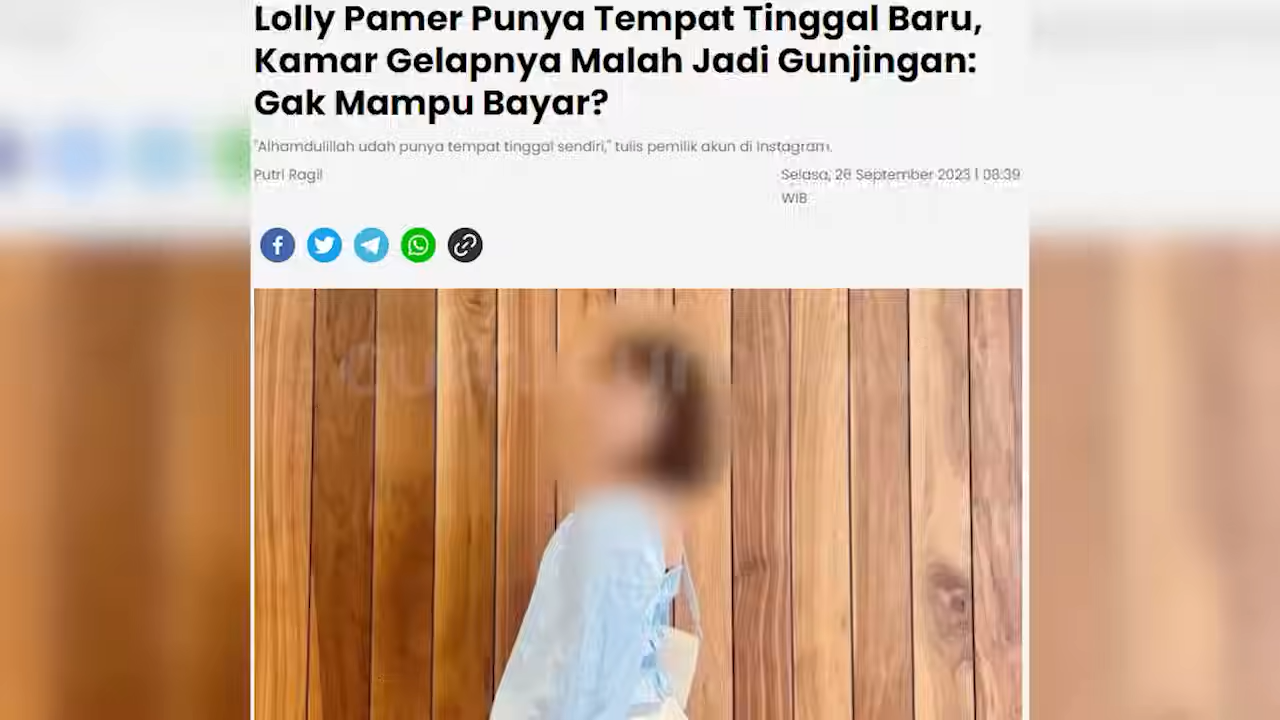 Lolly Pamer Punya Tempat Tinggal Baru,
Kamar Gelapnya Malah Jadi Gunjingan:
Gak Mampu Bayar?
"Alhamdulillah udah punya tempat tinggal sendiri," tulis pemilik akun di Instagram.
Putri Ragil
Selasa, 26 September 2023 | 08:39
WIB